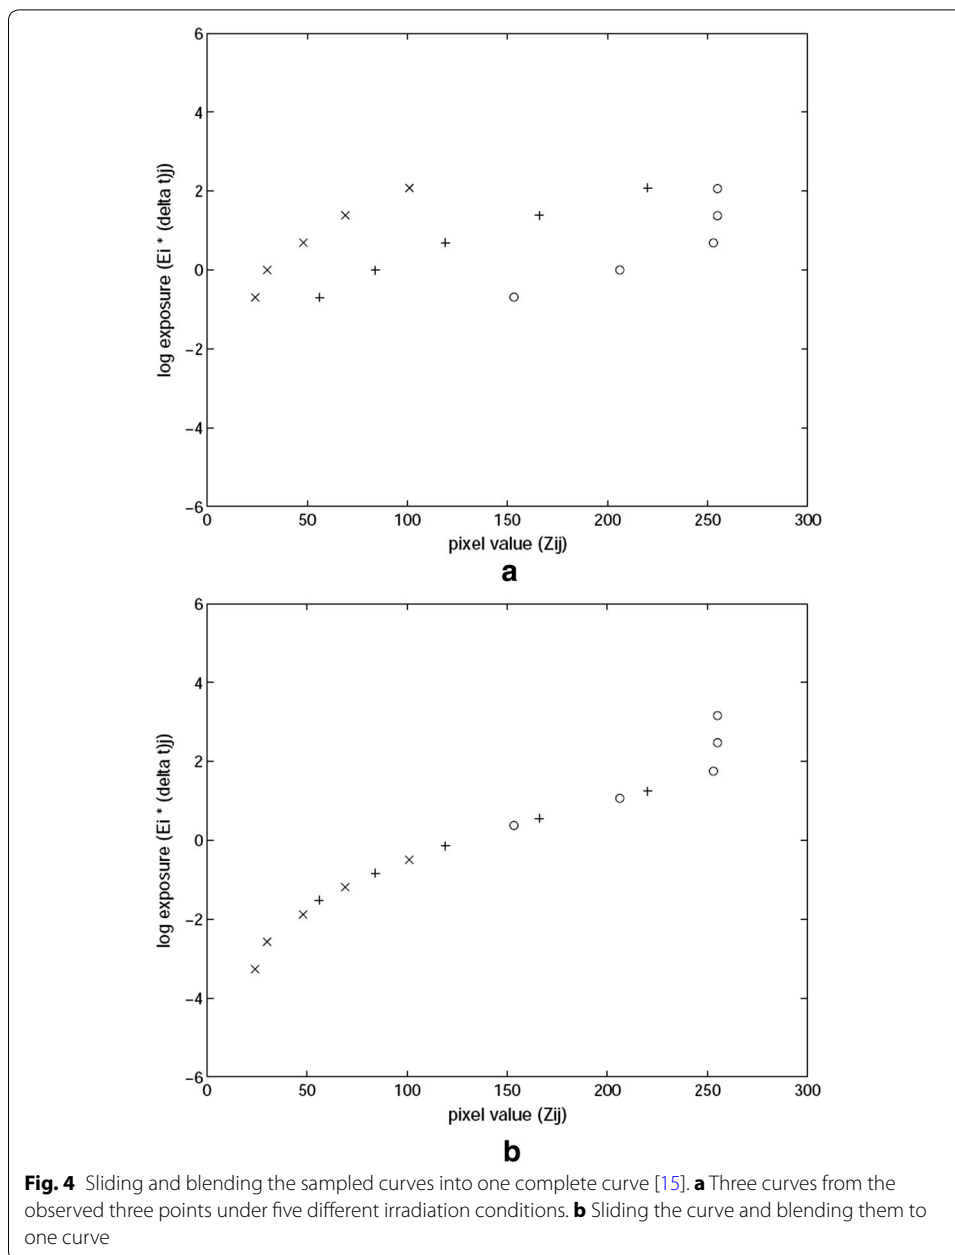 6
4
2
0
−2
−4
−6
log exposure (Ei * (delta t)j)
0 50 100 150 200 250 300
pixel value (Zij)
a
6
4
2
0
−2
−4
−6
log exposure (Ei * (delta t)j)
0 50 100 150 200 250 300
pixel value (Zij)
b
Fig. 4 Sliding and blending the sampled curves into one complete curve [15]. a Three curves from the
observed three points under five different irradiation conditions. b Sliding the curve and blending them to
one curve